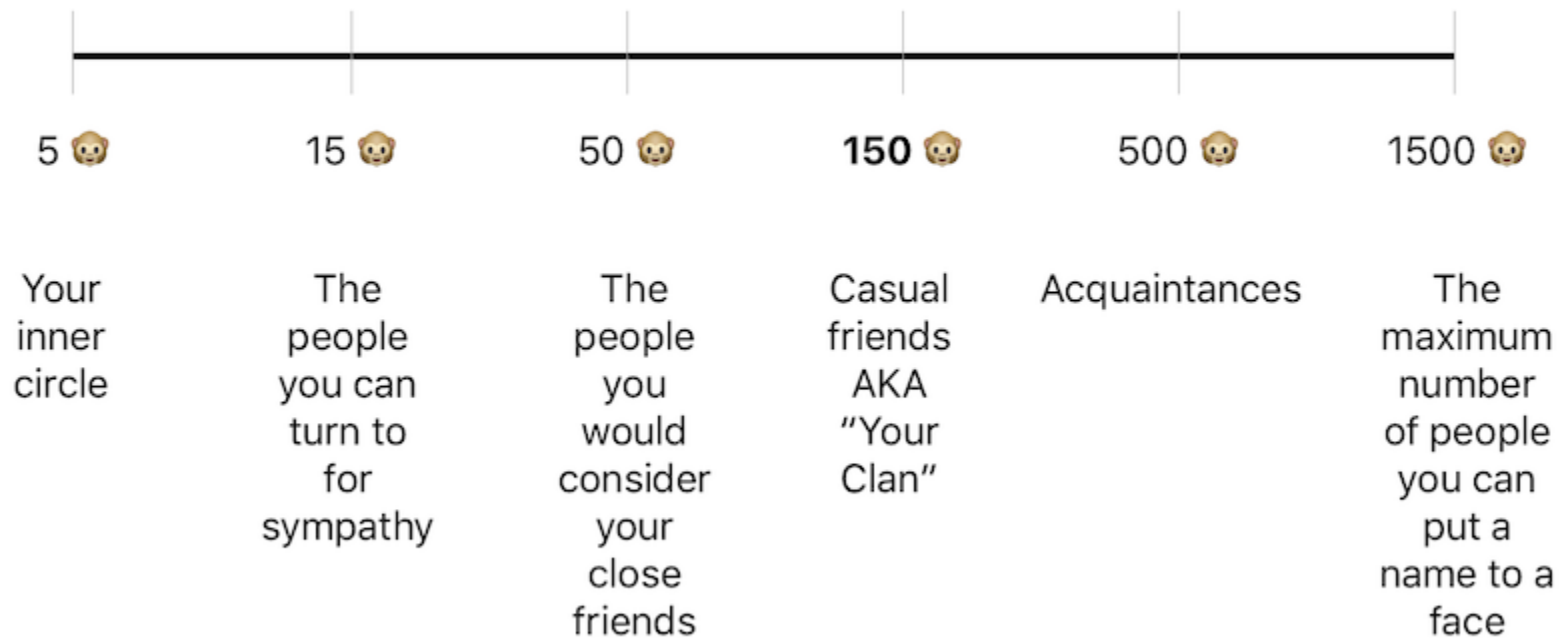 5 🐵
15 🐵
50 🐵
150 🐵
500 🐵
1500 🐵
Your
inner
circle
The
people
you can
turn to
for
sympathy
The
people
you
would
consider
your
close
friends
Casual
friends
AKA
"Your
Clan"
Acquaintances
The
maximum
number
of people
you can
put a
name to a
face